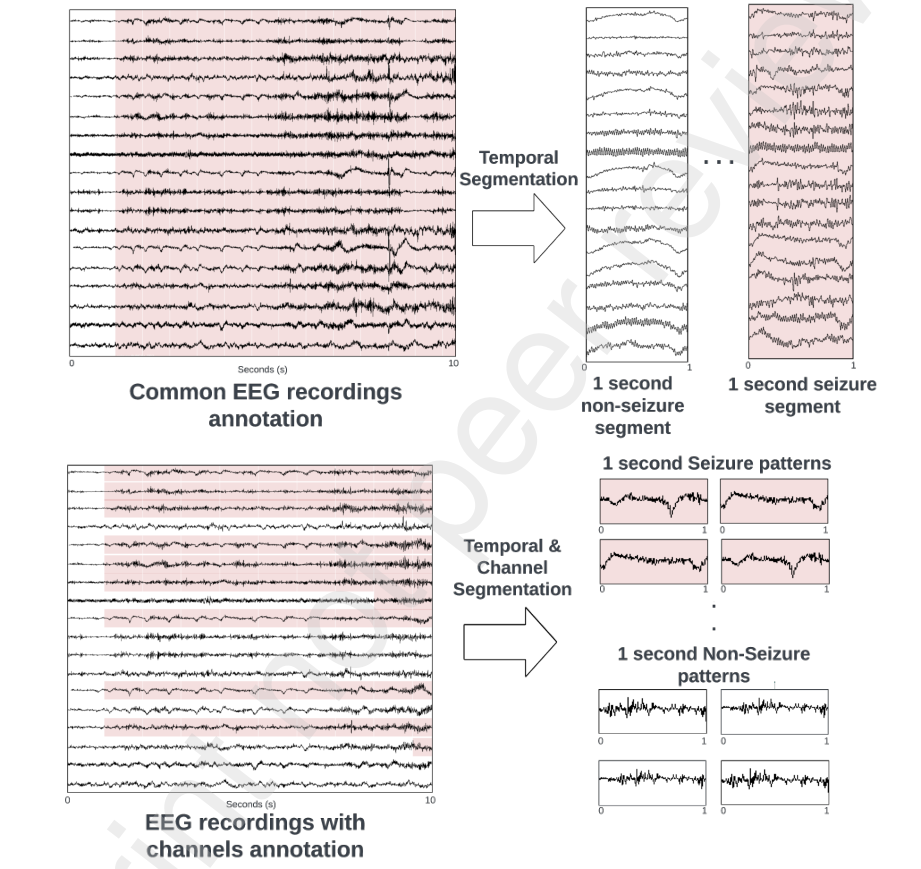 Temporal
Segmentation
. . .
0
Seconds (s)
10
0
1
0
1
Common EEG recordings
annotation
1 second
non-seizure
segment
1 second seizure
segment
1 second Seizure patterns
0
1
0
1
0
1
0
1
Temporal &
Channel
Segmentation
1 second Non-Seizure
patterns
0
1
0
1
0
1
0
1
0
Seconds (s)
10
EEG recordings with
channels annotation
not peer review